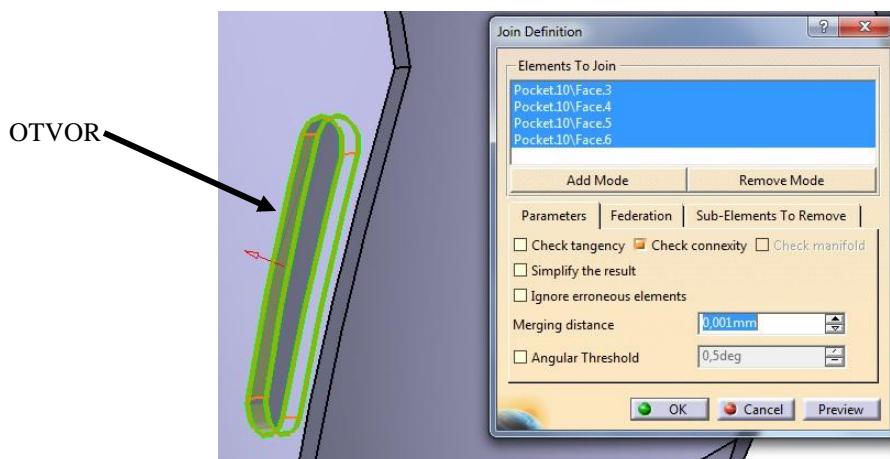 Join Definition
?
X
Elements To Join
Pocket.10\Face.3
Pocket.10\Face.4
Pocket.10\Face.5
Pocket.10\Face.6
Add Mode
Remove Mode
OTVOR
Parameters
Federation
Sub-Elements To Remove
Check tangency
Check connexity
Check manifold
Simplify the result
Ignore erroneous elements
Merging distance
0,001mm
Angular Threshold
0,5deg
OK
Cancel
Preview